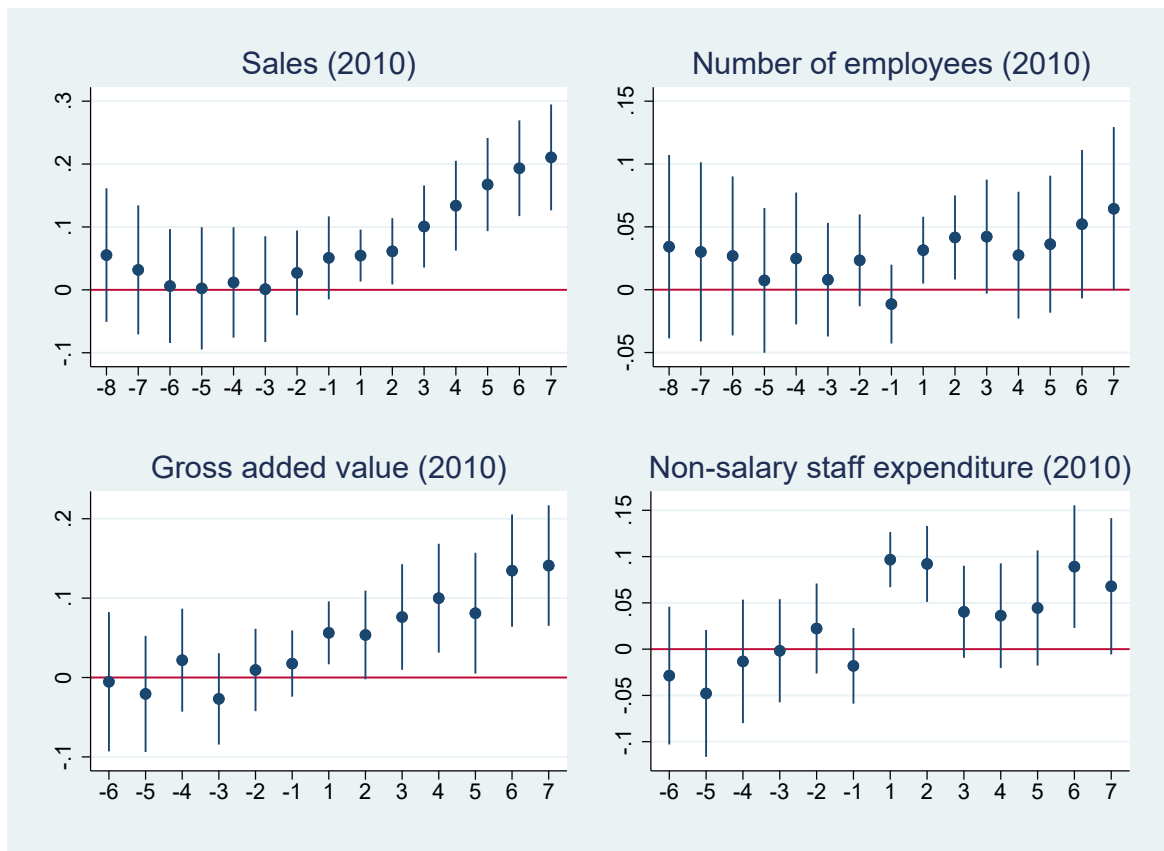 Sales (2010)
.3
.2
.1
0
-.1
-8 -7 -6 -5 -4 -3 -2 -1 1 2 3 4 5 6 7
Number of employees (2010)
.15
.1
.05
0
-.05
-8 -7 -6 -5 -4 -3 -2 -1 1 2 3 4 5 6 7
Gross added value (2010)
.2
.1
0
-.1
-6 -5 -4 -3 -2 -1 1 2 3 4 5 6 7
Non-salary staff expenditure (2010)
.15
.1
.05
0
-.05
-.1
-6 -5 -4 -3 -2 -1 1 2 3 4 5 6 7